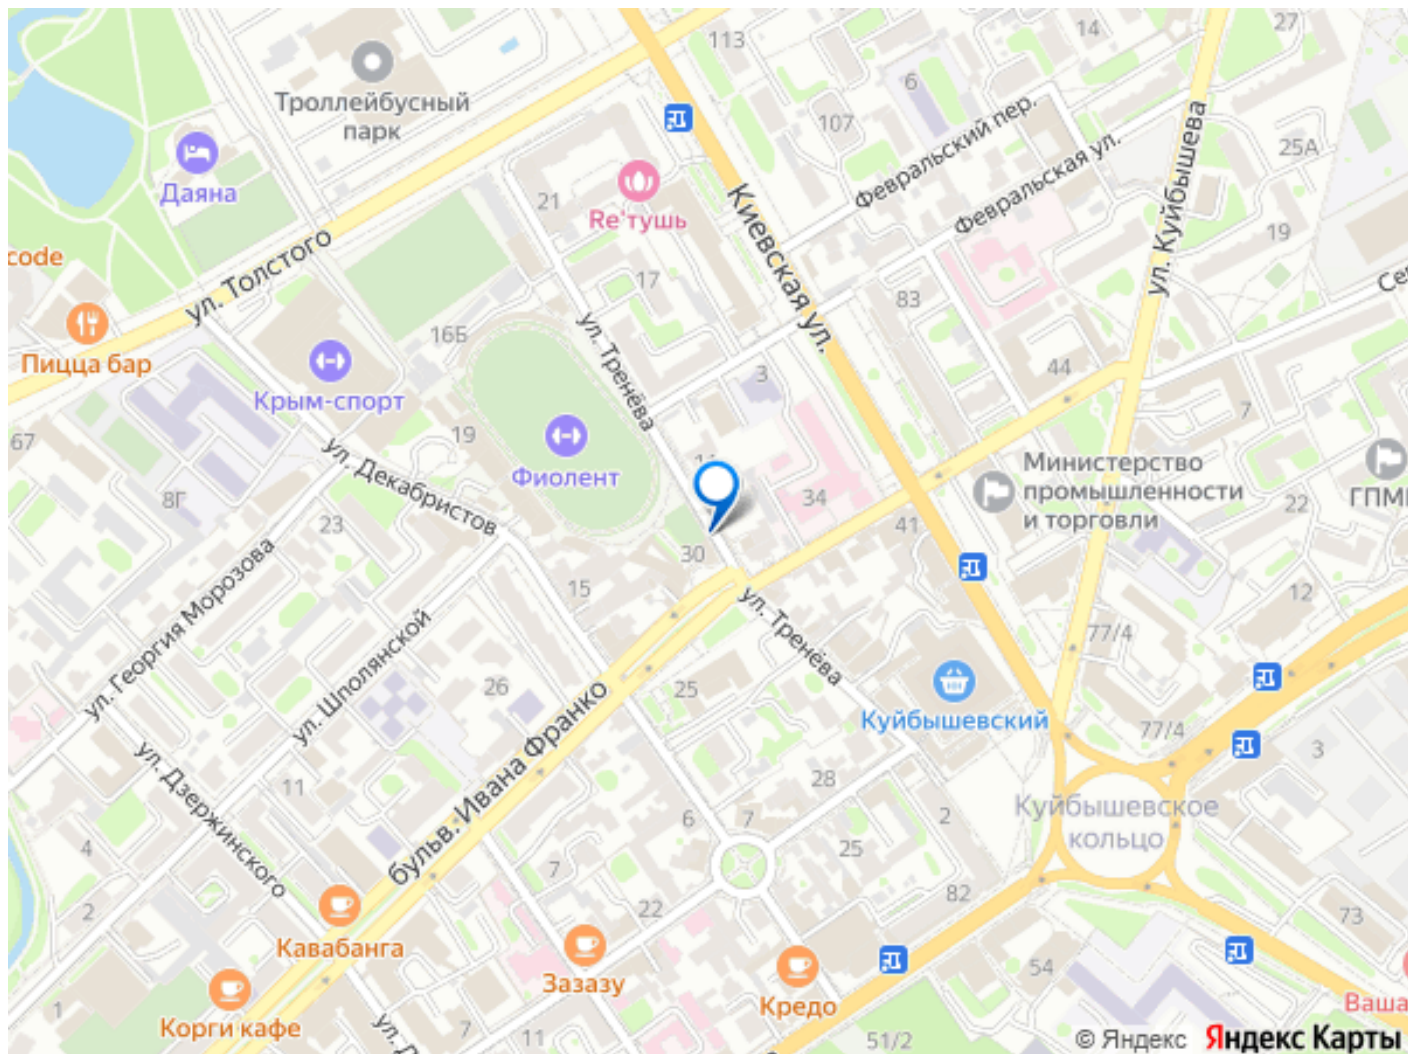 113
14
27
Троллейбусный
парк
6
107
Февральский пер.
ул. Куйбышева
25А
Даяна
21
Re'тушь
Киевская ул.
Февральская ул.
19
code
ул. Толстого
17
83
16Б
ул. Тренёва
Пицца бар
Крым-спорт
3
44
7
67
19
ул. Декабристов
Фиолент
8Г
23
34
41
Министерство
промышленности
и торговли
22
30
15
12
ул. Георгия Морозова
ул. Шполянской
ул. Тренёва
77/4
26
25
Куйбышевский
77/4
3
бульв. Ивана Франко
ул. Дзержинского
11
28
6
7
2
Куйбышевское
кольцо
4
7
25
2
22
82
73
Кавабанга
Зазазу
54
1
Корги кафе
7
11
Кредо
51/2
Ваша
© Яндекс Яндекс Карты